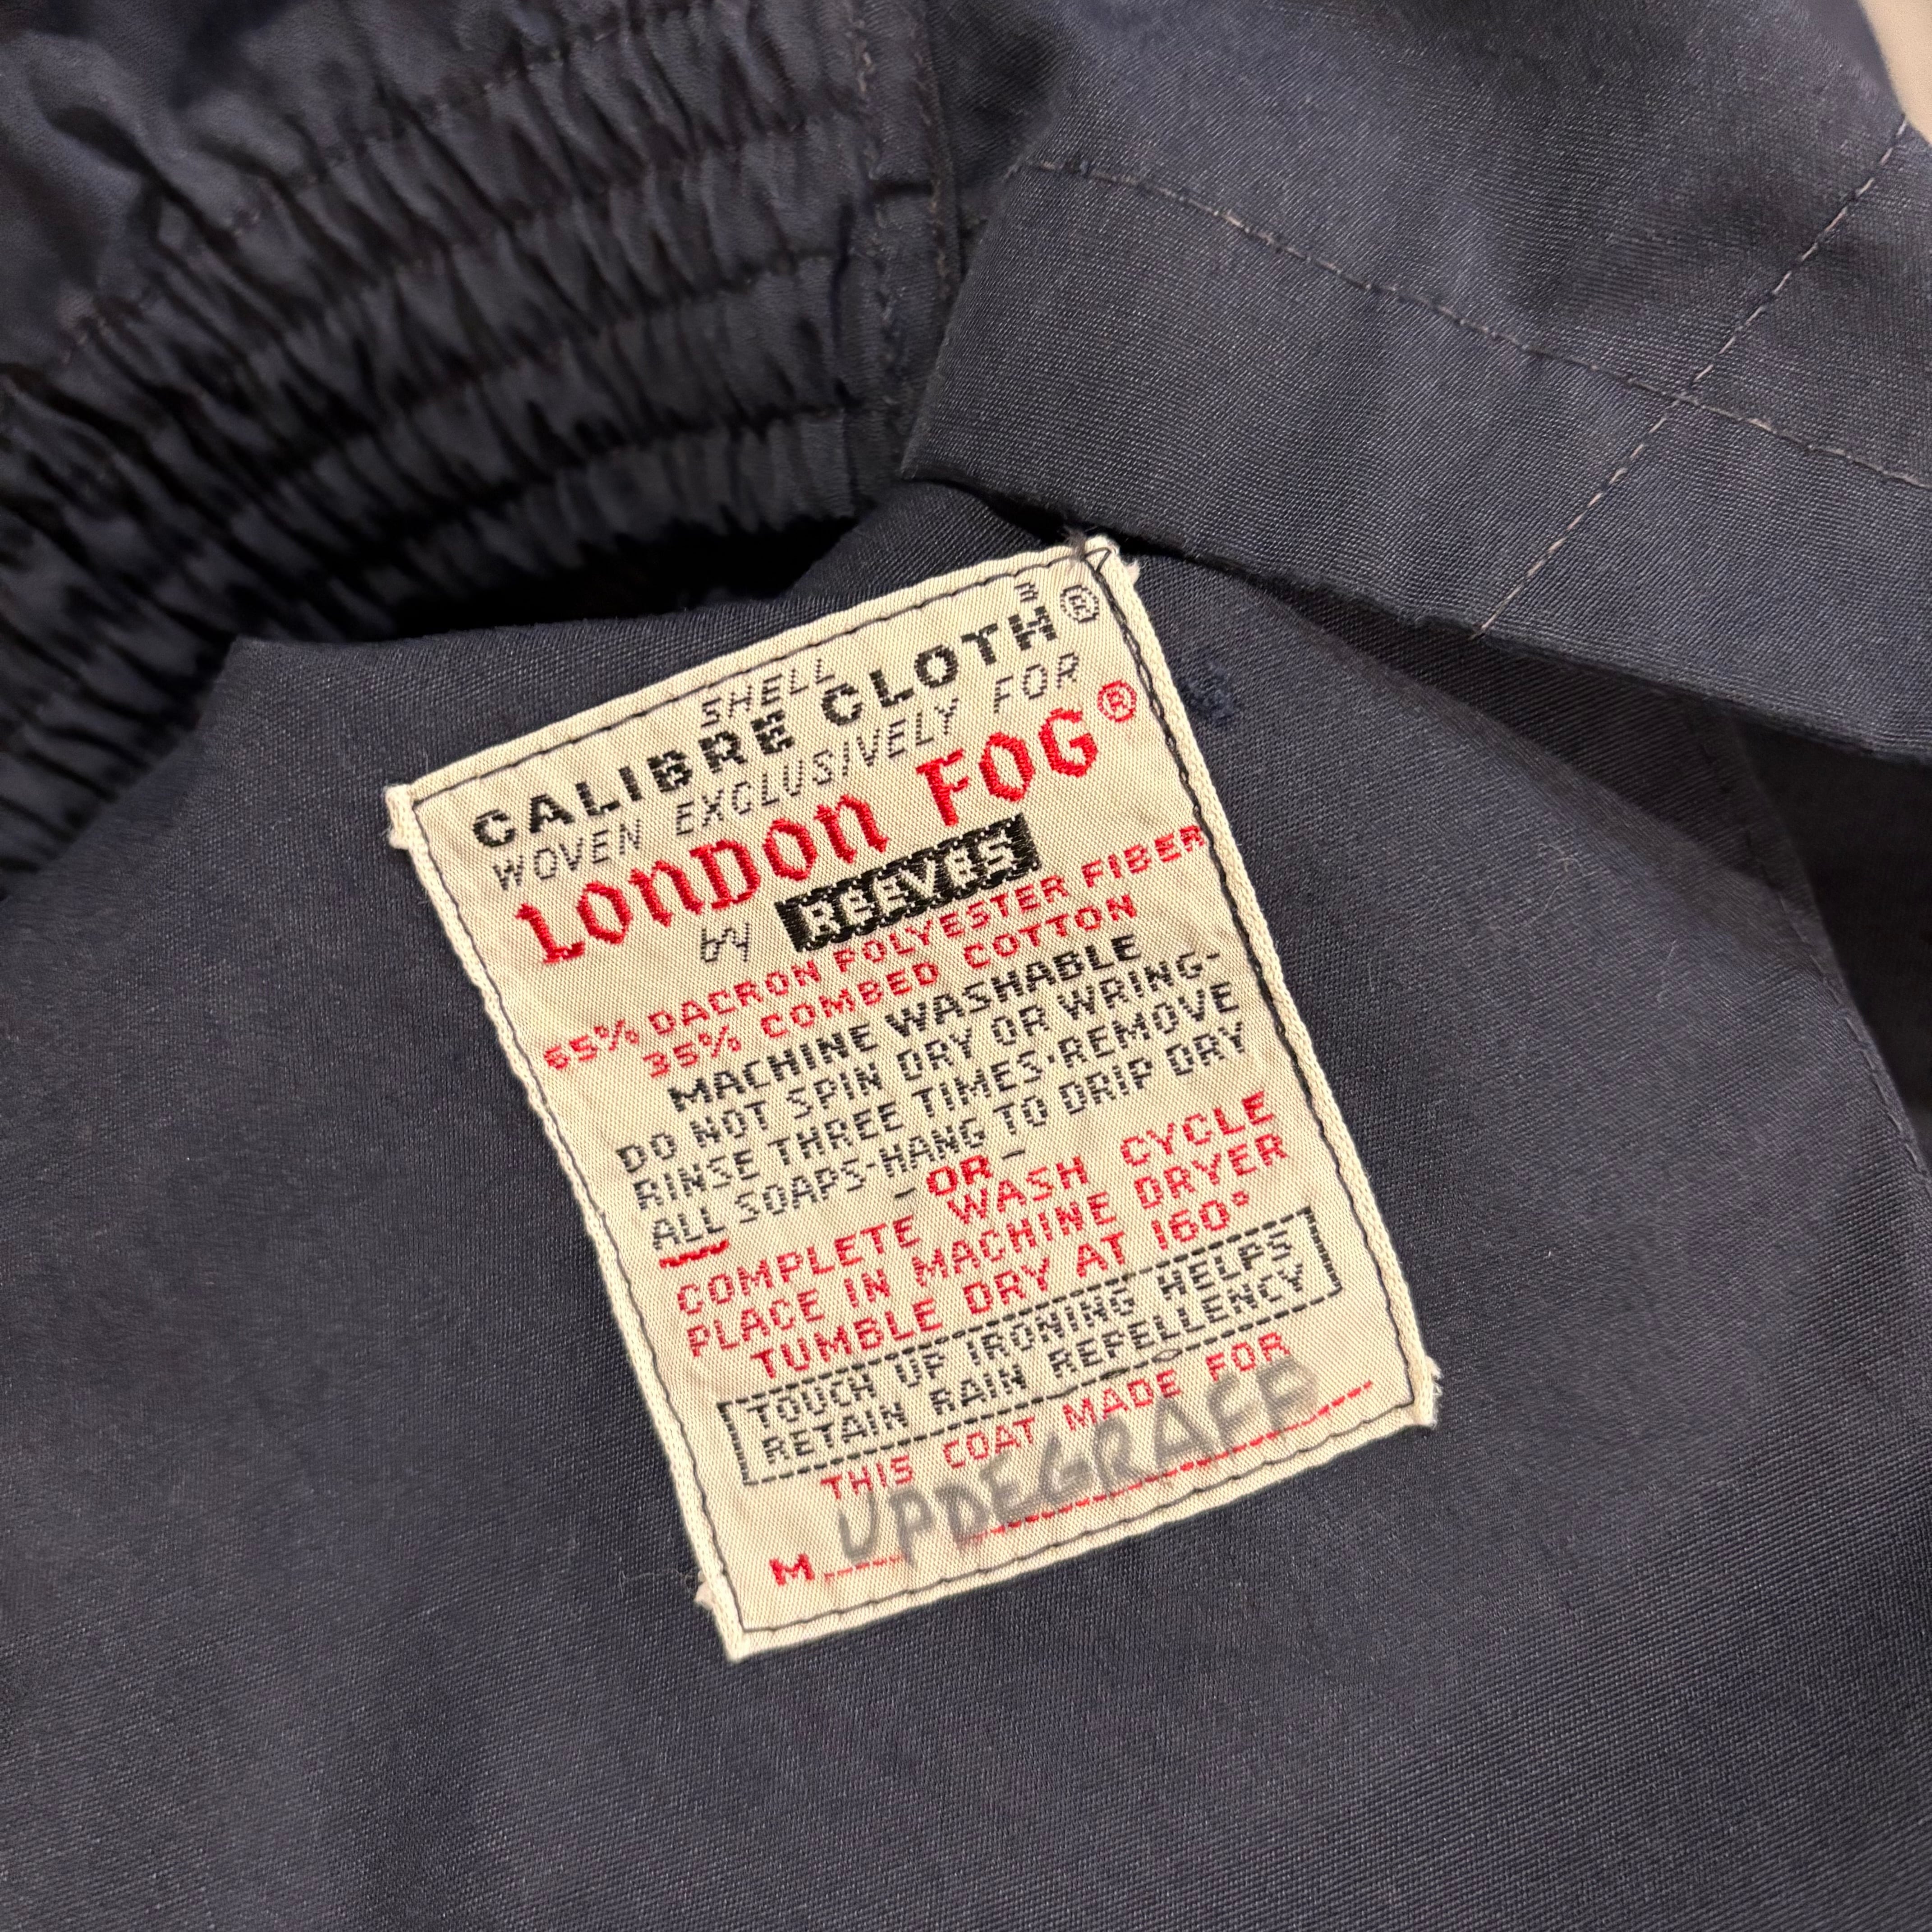 M
SHELL
CALIBRE CLOTH®
WOVEN EXCLUSIVELY FOR
LONDON FOG®
by REEVES
65% DACRON POLYESTER FIBER
35% COMBED COTTON
MACHINE WASHABLE
DO NOT SPIN DRY OR WRING-
RINSE THREE TIMES·REMOVE
ALL SOAPS-HANG TO DRIP DRY
-OR-
COMPLETE WASH CYCLE
PLACE IN MACHINE DRYER
TUMBLE DRY AT 160°
TOUCH UP IRONING HELPS
RETAIN RAIN REPELLENCY
THIS COAT MADE FOR
M UPDEGRAFF